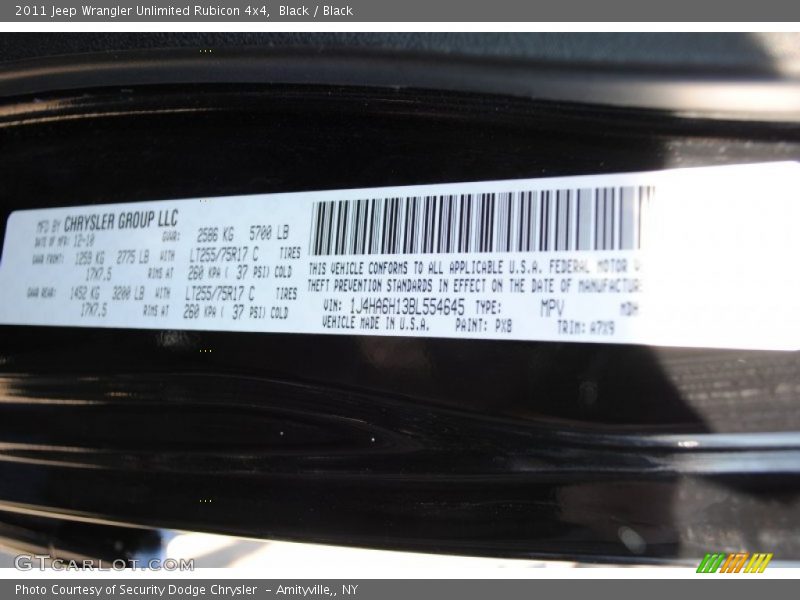 2011 Jeep Wrangler Unlimited Rubicon 4x4, Black / Black
MFD BY CHRYSLER GROUP LLC
DATE OF MFR: 12-10 GVWR: 2586 KG 5700 LB
GAWR FRONT: 1259 KG 2775 LB WITH LT255/75R17 C TIRES
17X7.5 RIMS AT 260 KPA ( 37 PSI) COLD
GAWR REAR: 1452 KG 3200 LB WITH LT255/75R17 C TIRES
17X7.5 RIMS AT 260 KPA ( 37 PSI) COLD
THIS VEHICLE CONFORMS TO ALL APPLICABLE U.S.A. FEDERAL MOTOR V
THEFT PREVENTION STANDARDS IN EFFECT ON THE DATE OF MANUFACTUR
VIN: 1J4HA6H13BL554645 TYPE: MPV MDH
VEHICLE MADE IN U.S.A. PAINT: PX8 TRIM: A7X9
GTCARLOT.COM
Photo Courtesy of Security Dodge Chrysler - Amityville,, NY